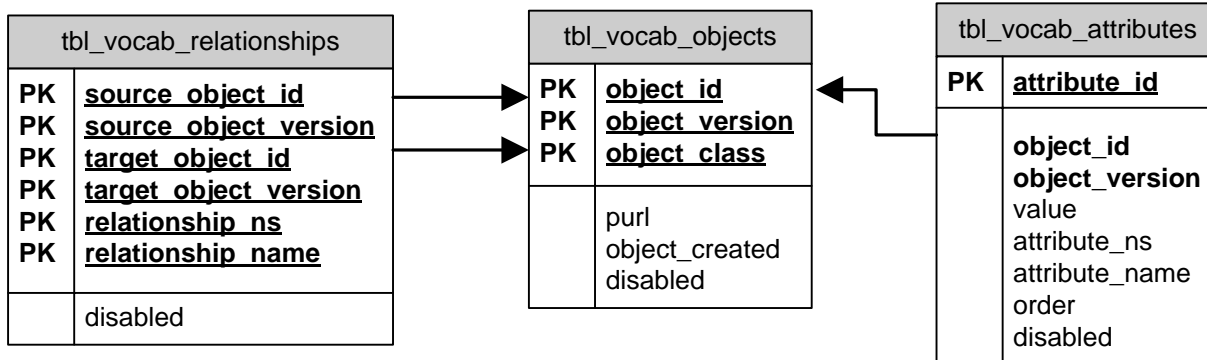 tbl_vocab_relationships
PK source_object_id
PK source_object_version
PK target_object_id
PK target_object_version
PK relationship_ns
PK relationship_name
disabled
tbl_vocab_objects
PK object_id
PK object_version
PK object_class
purl
object_created
disabled
tbl_vocab_attributes
PK attribute_id
object_id
object_version
value
attribute_ns
attribute_name
order
disabled